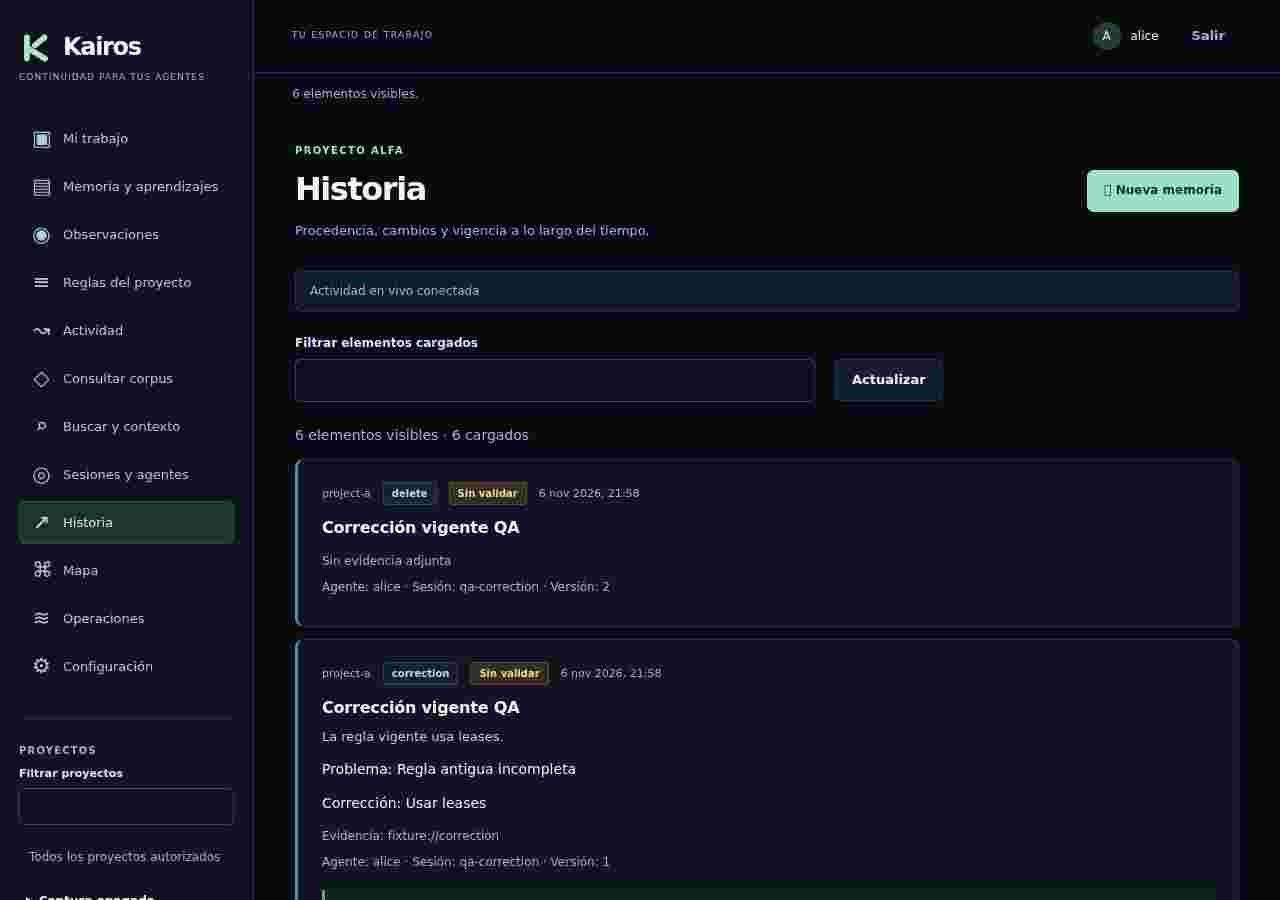 Kairos
CONTINUIDAD PARA TUS AGENTES
Mi trabajo
Memoria y aprendizajes
Observaciones
Reglas del proyecto
Actividad
Consultar corpus
Buscar y contexto
Sesiones y agentes
Historia
Mapa
Operaciones
Configuración
PROYECTOS
Filtrar proyectos
Todos los proyectos autorizados
TU ESPACIO DE TRABAJO
A alice Salir
6 elementos visibles.
PROYECTO ALFA
Historia
Nueva memoria
Procedencia, cambios y vigencia a lo largo del tiempo.
Actividad en vivo conectada
Filtrar elementos cargados
Actualizar
6 elementos visibles · 6 cargados
project-a delete Sin validar 6 nov 2026, 21:58
Corrección vigente QA
Sin evidencia adjunta
Agente: alice · Sesión: qa-correction · Versión: 2
project-a correction Sin validar 6 nov 2026, 21:58
Corrección vigente QA
La regla vigente usa leases.
Problema: Regla antigua incompleta
Corrección: Usar leases
Evidencia: fixture://correction
Agente: alice · Sesión: qa-correction · Versión: 1